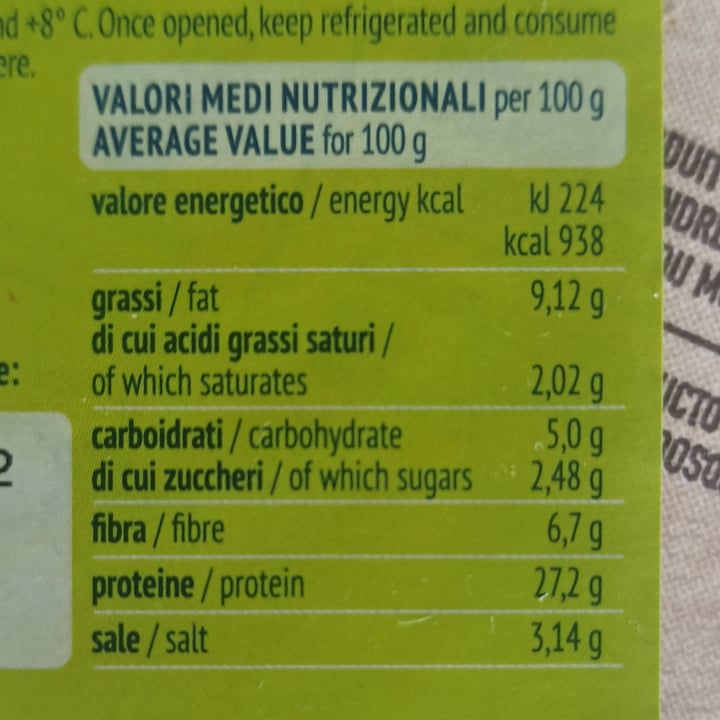 +8° C. Once opened, keep refrigerated and consume
VALORI MEDI NUTRIZIONALI per 100 g
AVERAGE VALUE for 100 g
valore energetico / energy kcal kJ 224
kcal 938
grassi / fat 9,12 g
di cui acidi grassi saturi /
of which saturates 2,02 g
carboidrati / carbohydrate 5,0 g
di cui zuccheri / of which sugars 2,48 g
fibra / fibre 6,7 g
proteine / protein 27,2 g
sale / salt 3,14 g